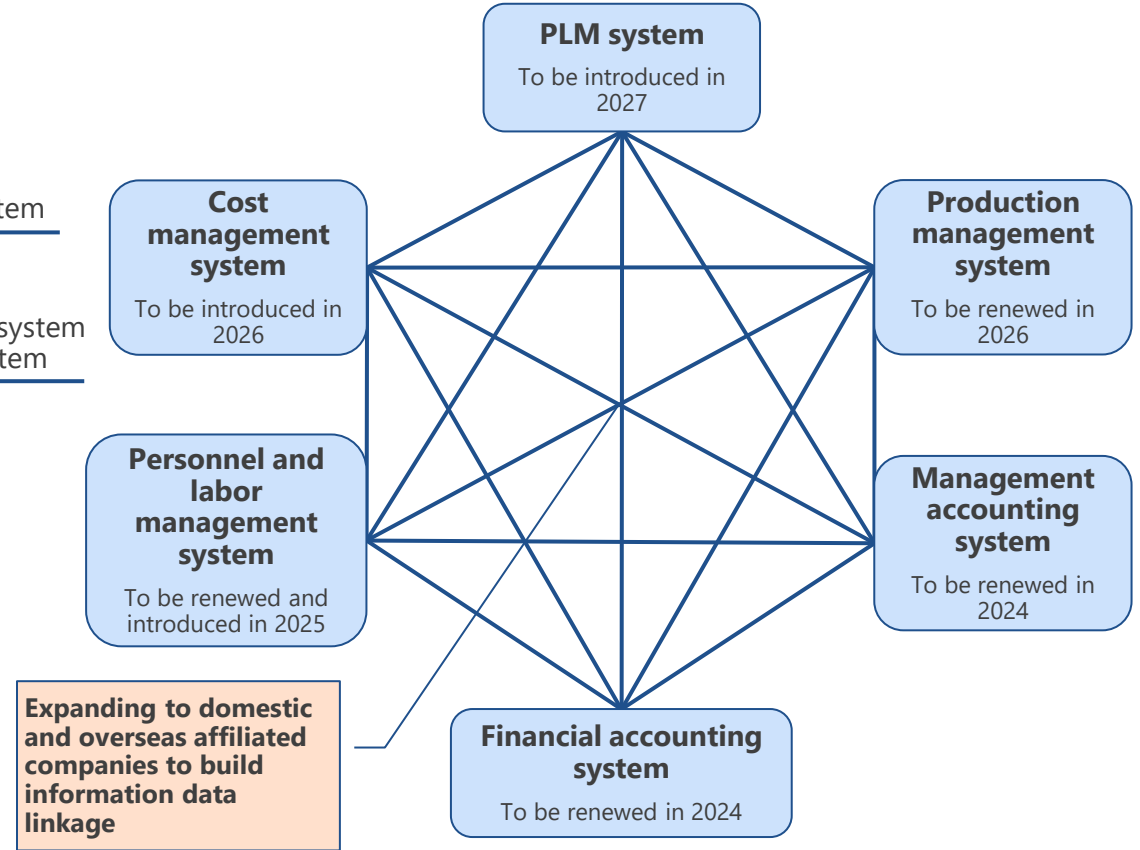 PLM system
To be introduced in
2027
tem
Cost
management
system
To be introduced in
2026
Production
management
system
To be renewed in
2026
system
tem
Personnel and
labor
management
system
To be renewed and
introduced in 2025
Management
accounting
system
To be renewed in
2024
Expanding to domestic
and overseas affiliated
companies to build
information data
linkage
Financial accounting
system
To be renewed in 2024